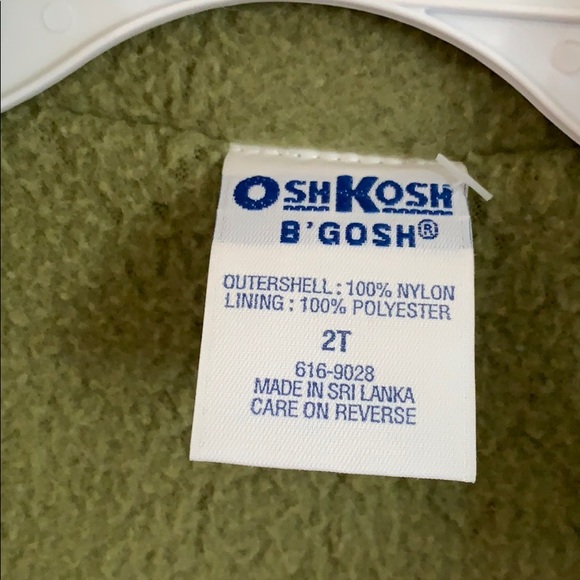 OSHKOSH
B'GOSH®
OUTERSHELL: 100% NYLON
LINING: 100% POLYESTER
2T
616-9028
MADE IN SRI LANKA
CARE ON REVERSE